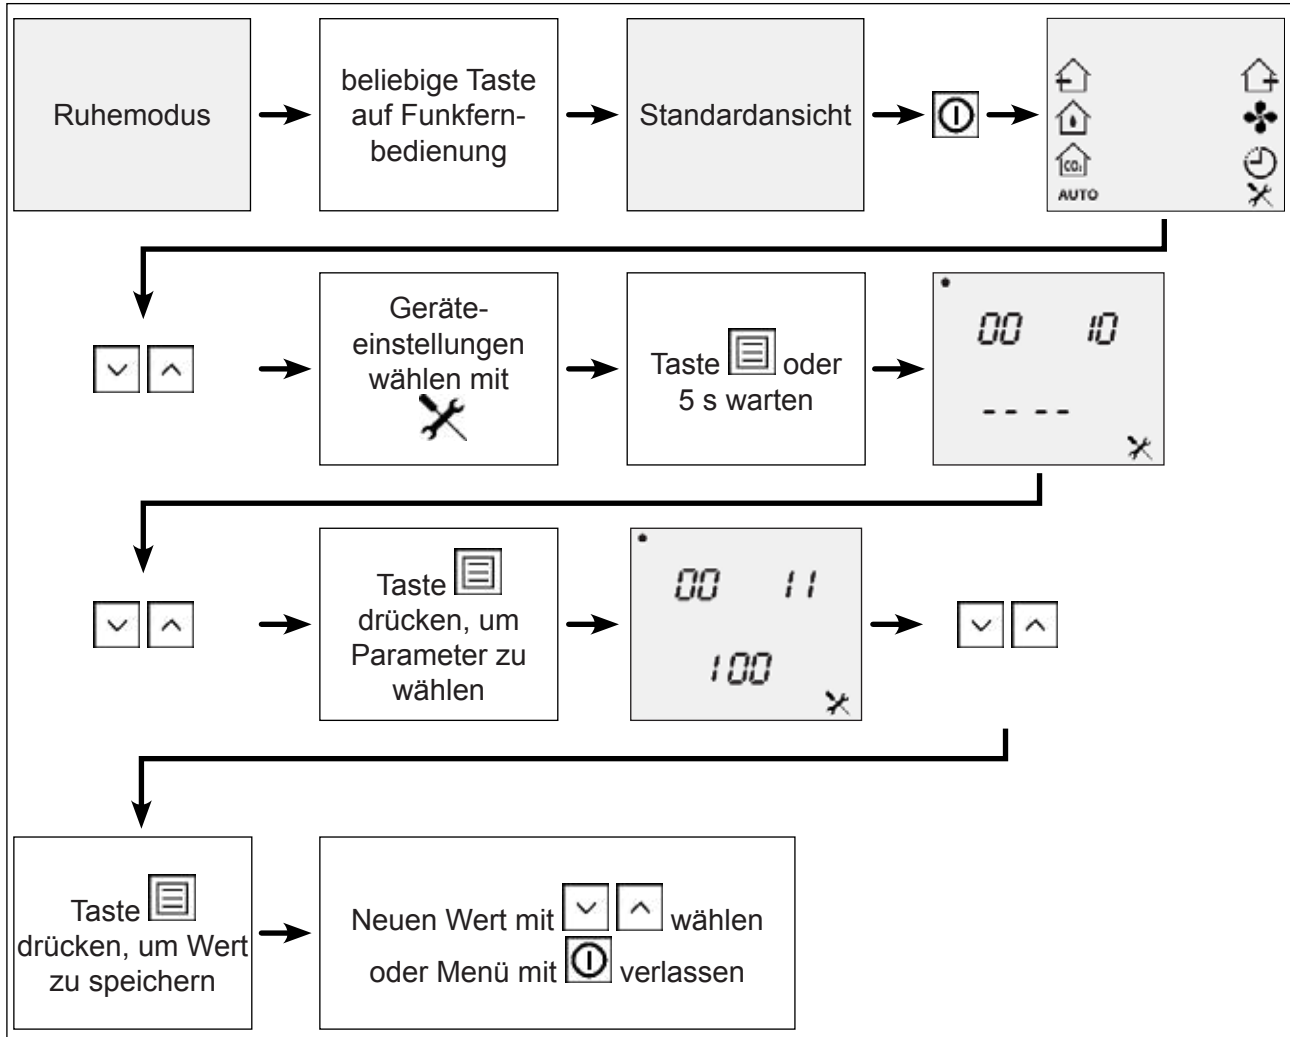 Ruhemodus
beliebige Taste
auf Funkfern-
bedienung
Standardansicht
CO₂
AUTO
Geräte-
einstellungen
wählen mit
Taste oder
5 s warten
00 10
-- --
Taste
drücken, um
Parameter zu
wählen
00 11
100
Taste
drücken, um Wert
zu speichern
Neuen Wert mit wählen
oder Menü mit verlassen